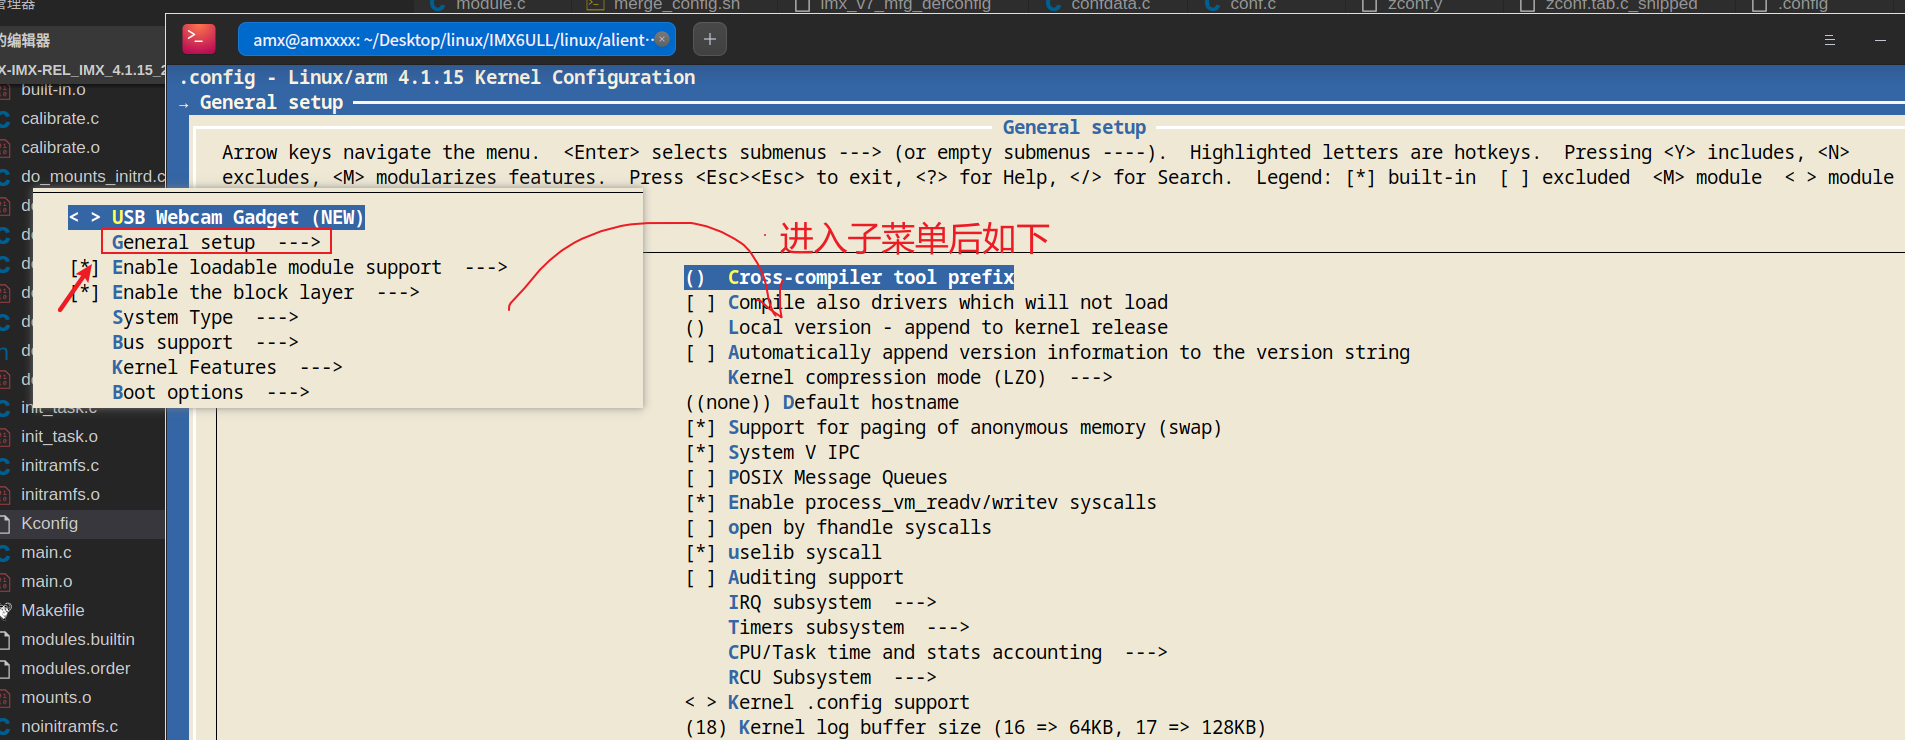 管理器
module.c
merge_config.sh
imx_v7_mfg_defconfig
confdata.c
conf.c
zconf.y
zconf.tab.c_shipped
.config
的编辑器
amx@amxxxx: ~/Desktop/linux/IMX6ULL/linux/alient··
X-IMX-REL_IMX_4.1.15_2
.config - Linux/arm 4.1.15 Kernel Configuration
→ General setup
General setup
Arrow keys navigate the menu.  <Enter> selects submenus ---> (or empty submenus ----).  Highlighted letters are hotkeys.  Pressing <Y> includes, <N>
excludes, <M> modularizes features.  Press <Esc><Esc> to exit, <?> for Help, </> for Search.  Legend: [*] built-in  [ ] excluded  <M> module  < > module
built-in.o
calibrate.c
calibrate.o
do_mounts_initrd.c
init_task.c
init_task.o
initramfs.c
initramfs.o
Kconfig
main.c
main.o
Makefile
modules.builtin
modules.order
mounts.o
noinitramfs.c
< > USB Webcam Gadget (NEW)
General setup  --->
[*] Enable loadable module support  --->
[*] Enable the block layer  --->
System Type  --->
Bus support  --->
Kernel Features  --->
Boot options  --->
进入子菜单后如下
()  Cross-compiler tool prefix
[ ] Compile also drivers which will not load
()  Local version - append to kernel release
[ ] Automatically append version information to the version string
Kernel compression mode (LZO)  --->
((none)) Default hostname
[*] Support for paging of anonymous memory (swap)
[*] System V IPC
[ ] POSIX Message Queues
[*] Enable process_vm_readv/writev syscalls
[ ] open by fhandle syscalls
[*] uselib syscall
[ ] Auditing support
IRQ subsystem  --->
Timers subsystem  --->
CPU/Task time and stats accounting  --->
RCU Subsystem  --->
< > Kernel .config support
(18) Kernel log buffer size (16 => 64KB, 17 => 128KB)